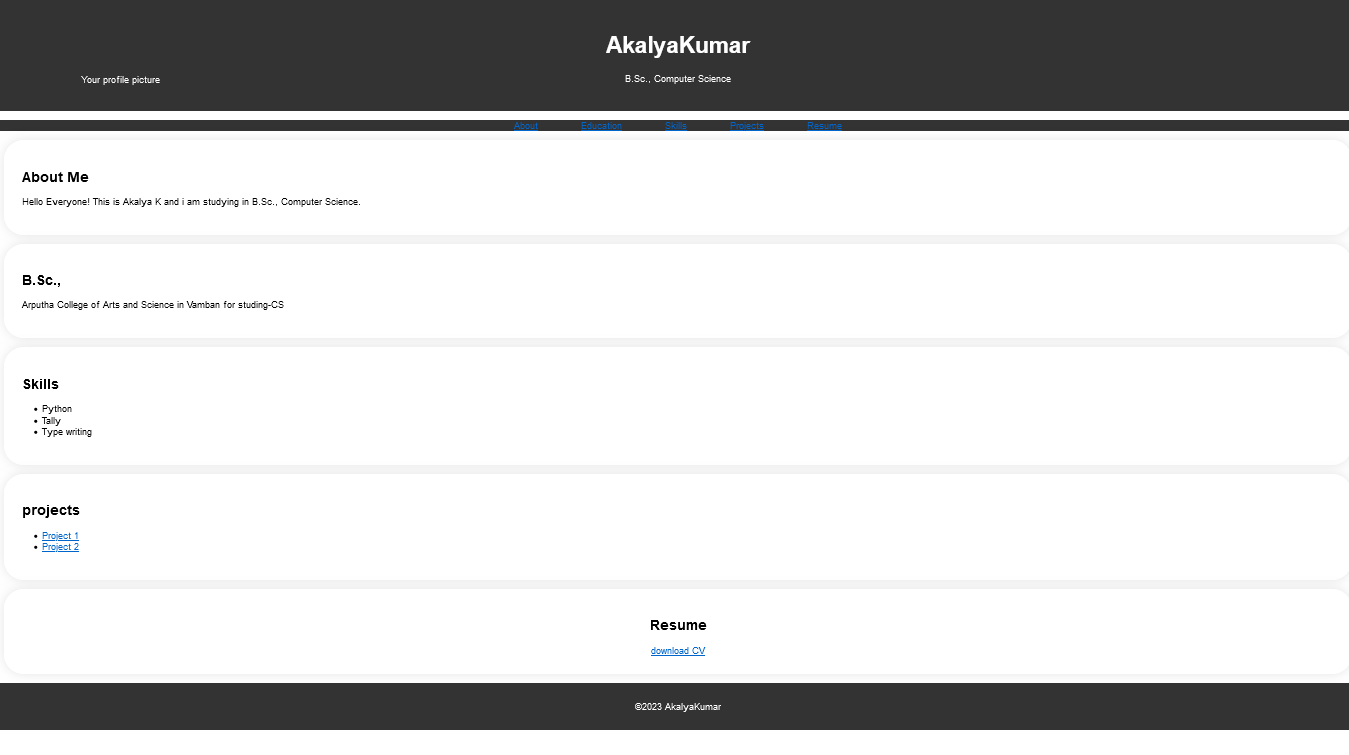 AkalyaKumar
Your profile picture
B.Sc., Computer Science
About Education Skills Projects Resume
About Me
Hello Everyone! This is Akalya K and i am studying in B.Sc., Computer Science.
B.Sc.,
Arputha College of Arts and Science in Vamban for studing-CS
Skills
• Python
• Tally
• Type writing
projects
• Project 1
• Project 2
Resume
download CV
©2023 AkalyaKumar